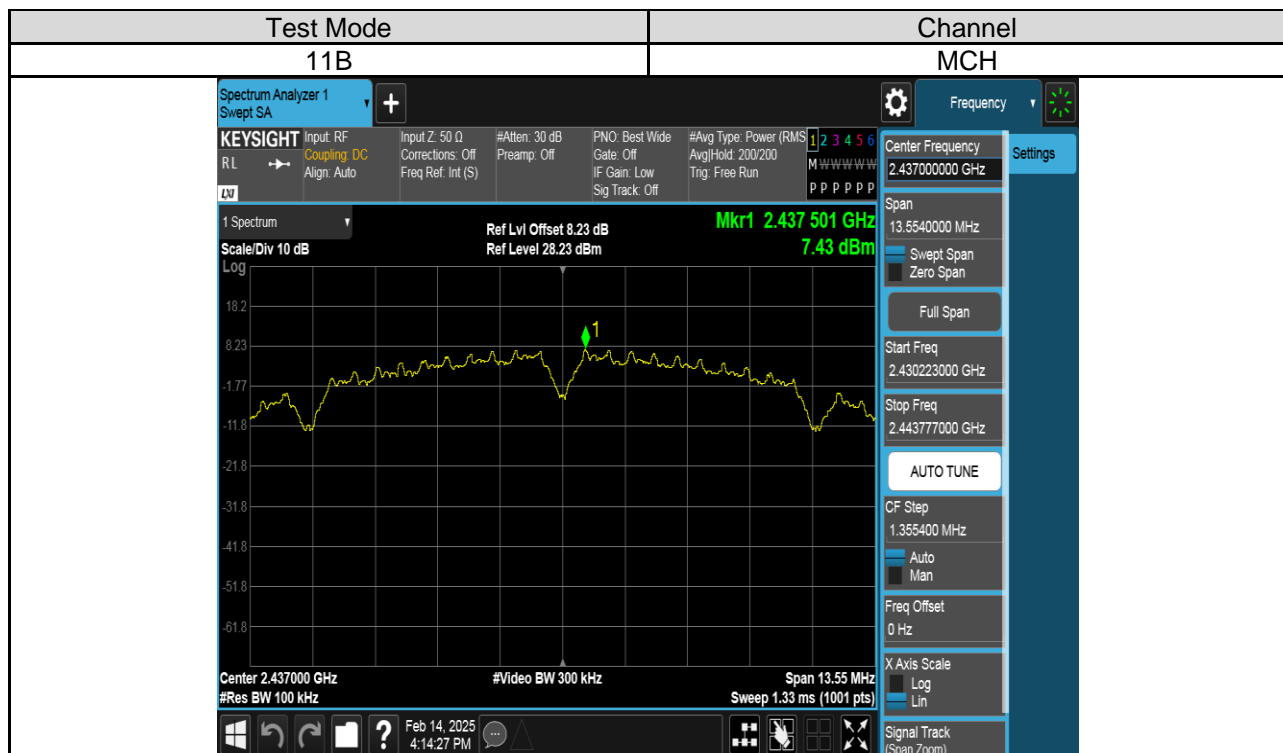 Test Mode Channel
11B MCH
Spectrum Analyzer 1
Swept SA
+
Frequency
KEYSIGHT
R L
LXI
Input: RF
Coupling: DC
Align: Auto
Input Z: 50 Ω
Corrections: Off
Freq Ref: Int (S)
#Atten: 30 dB
Preamp: Off
PNO: Best Wide
Gate: Off
IF Gain: Low
Sig Track: Off
#Avg Type: Power (RMS
Avg|Hold: 200/200
Trig: Free Run
1 2 3 4 5 6
M W W W W W
P P P P P P
1 Spectrum
Scale/Div 10 dB
Log
Ref Lvl Offset 8.23 dB
Ref Level 28.23 dBm
Mkr1 2.437 501 GHz
7.43 dBm
1
18.2
8.23
-1.77
-11.8
-21.8
-31.8
-41.8
-51.8
-61.8
Center 2.437000 GHz
#Res BW 100 kHz
#Video BW 300 kHz
Span 13.55 MHz
Sweep 1.33 ms (1001 pts)
Center Frequency
2.437000000 GHz
Span
13.5540000 MHz
Swept Span
Zero Span
Full Span
Start Freq
2.430223000 GHz
Stop Freq
2.443777000 GHz
AUTO TUNE
CF Step
1.355400 MHz
Auto
Man
Freq Offset
0 Hz
X Axis Scale
Log
Lin
Signal Track
(Span Zoom)
Settings
?
Feb 14, 2025
4:14:27 PM